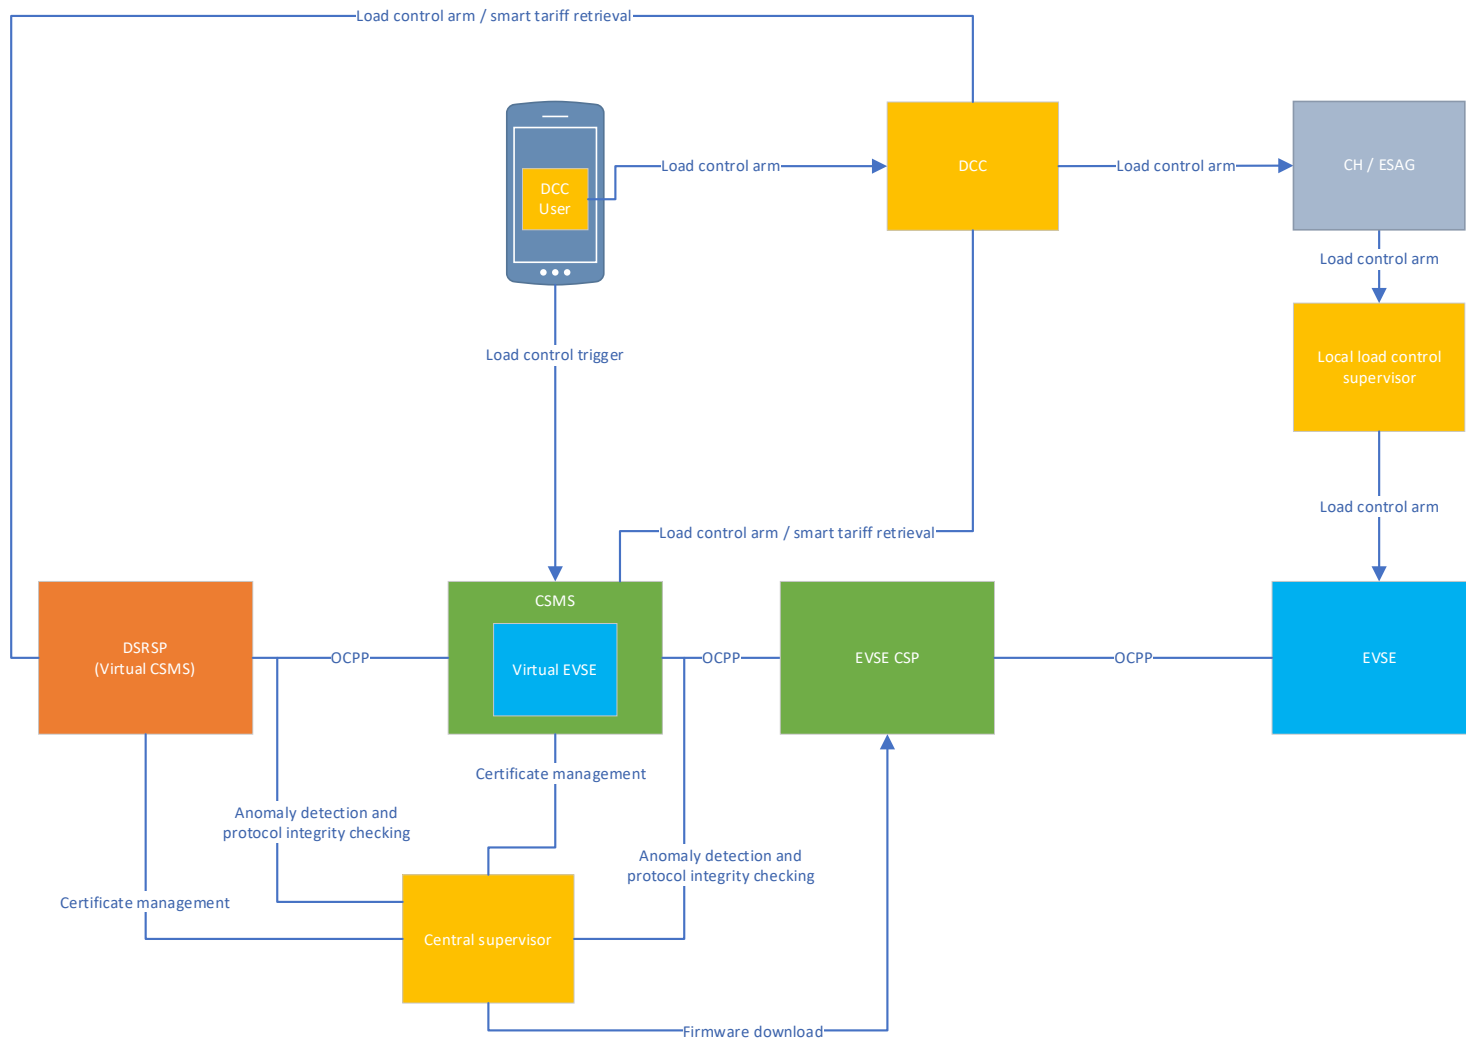 Load control arm / smart tariff retrieval
DCC
User
Load control arm
DCC
Load control arm
CH / ESAG
Load control arm
Load control trigger
Local load control
supervisor
Load control arm
Load control arm / smart tariff retrieval
DSRSP
(Virtual CSMS)
OCPP
CSMS
Virtual EVSE
OCPP
EVSE CSP
OCPP
EVSE
Certificate management
Anomaly detection and
protocol integrity checking
Anomaly detection and
protocol integrity checking
Certificate management
Central supervisor
Firmware download